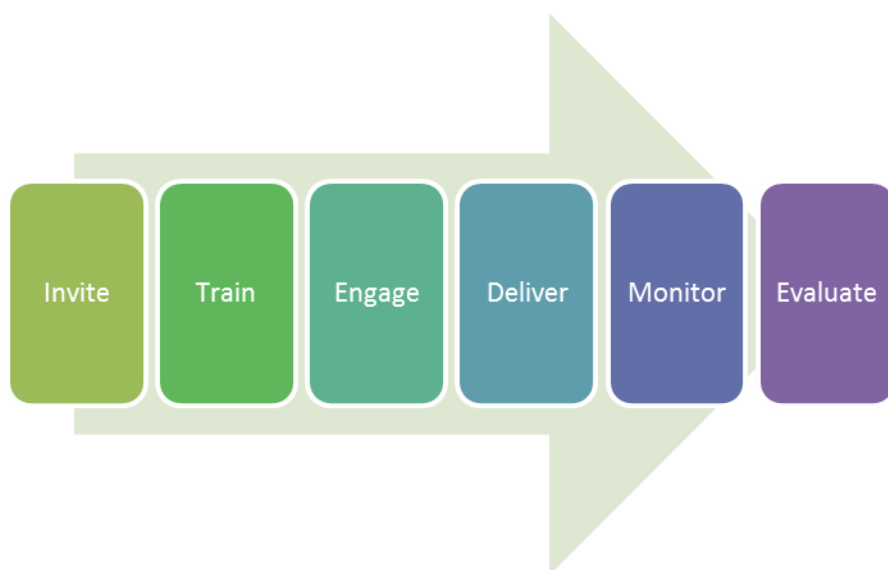 Invite
Train
Engage
Deliver
Monitor
Evaluate